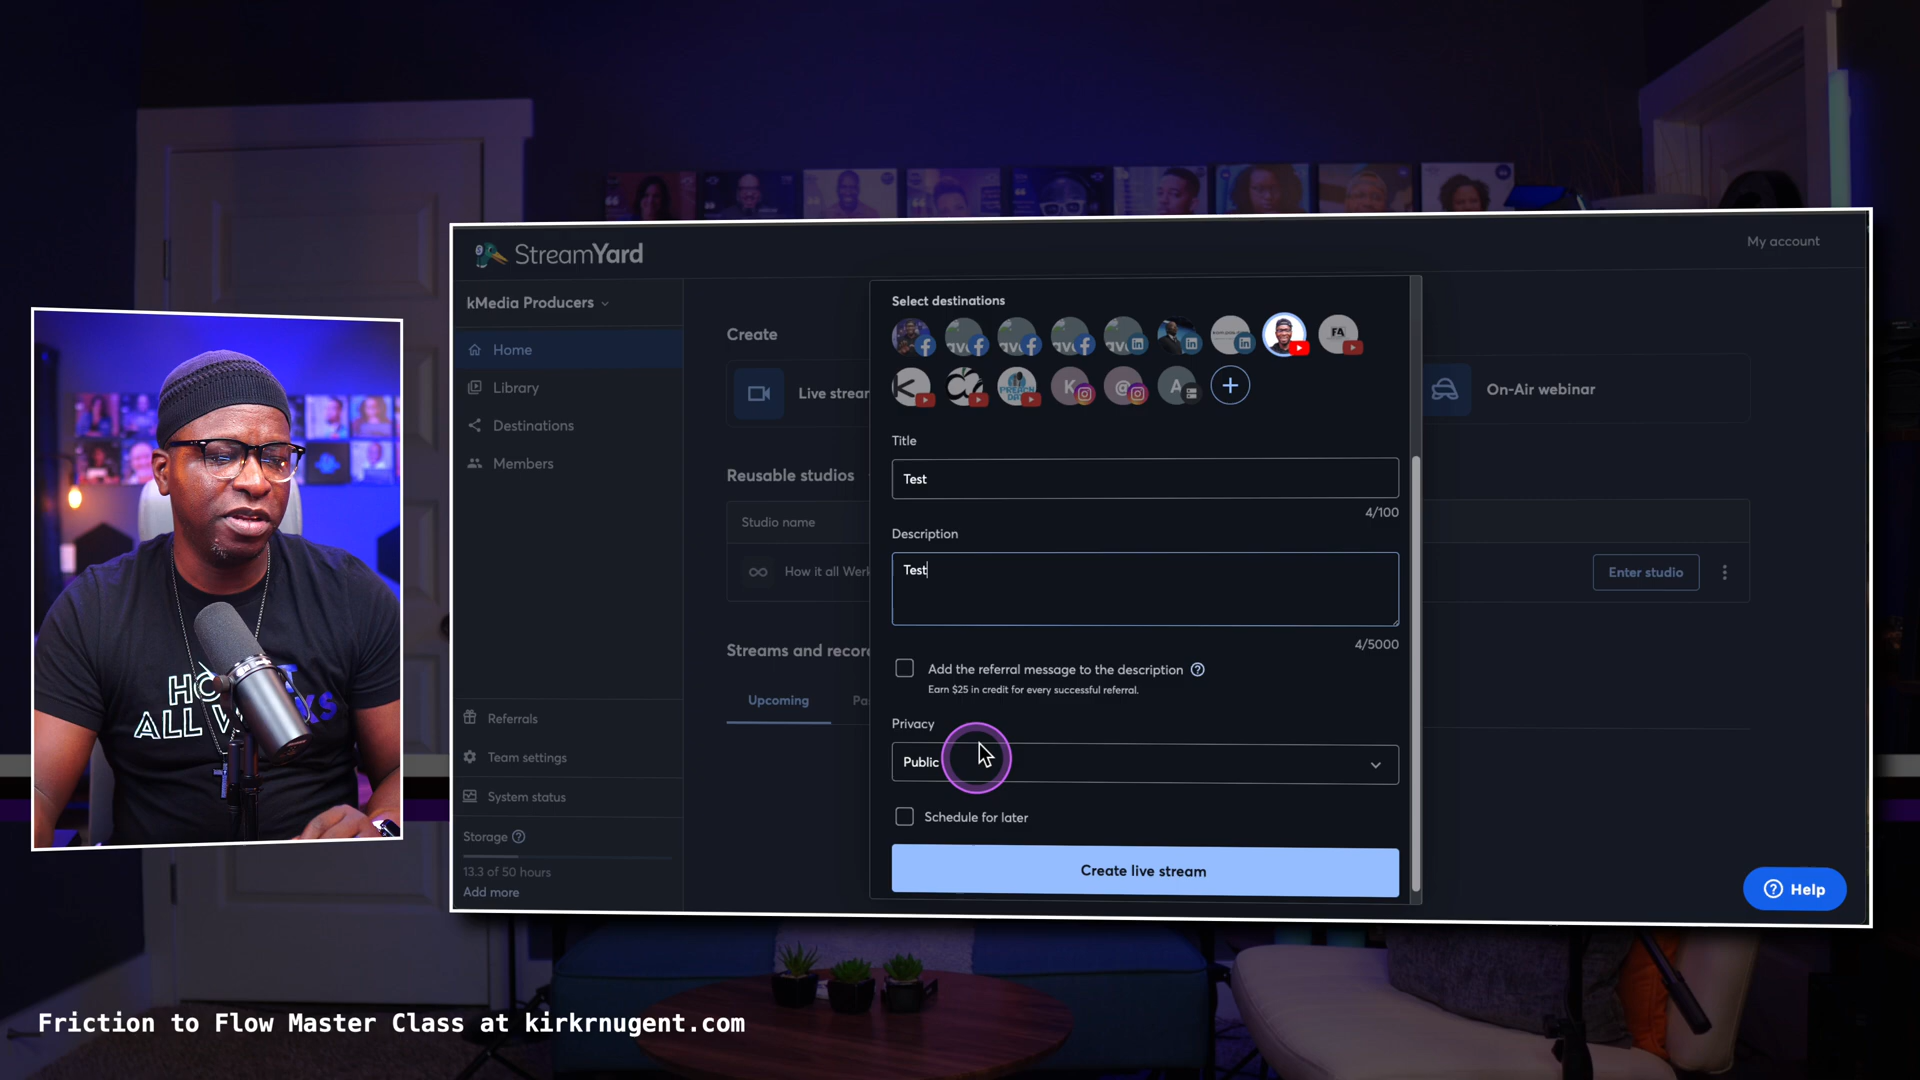 StreamYard
My account
kMedia Producers
Home
Library
Destinations
Members
Referrals
Team settings
System status
Storage
13.3 of 50 hours
Add more
Create
Live
On-Air webinar
Reusable studios
Studio name
How it all
Enter studio
Streams and
Upcoming
Select destinations
FA
K
@
A
Title
Test
4/100
Description
Test
4/5000
Add the referral message to the description
Earn $25 in credit for every successful referral.
Privacy
Public
Schedule for later
Create live stream
Help
ALL
Friction to Flow Master Class at kirkrnugent.com